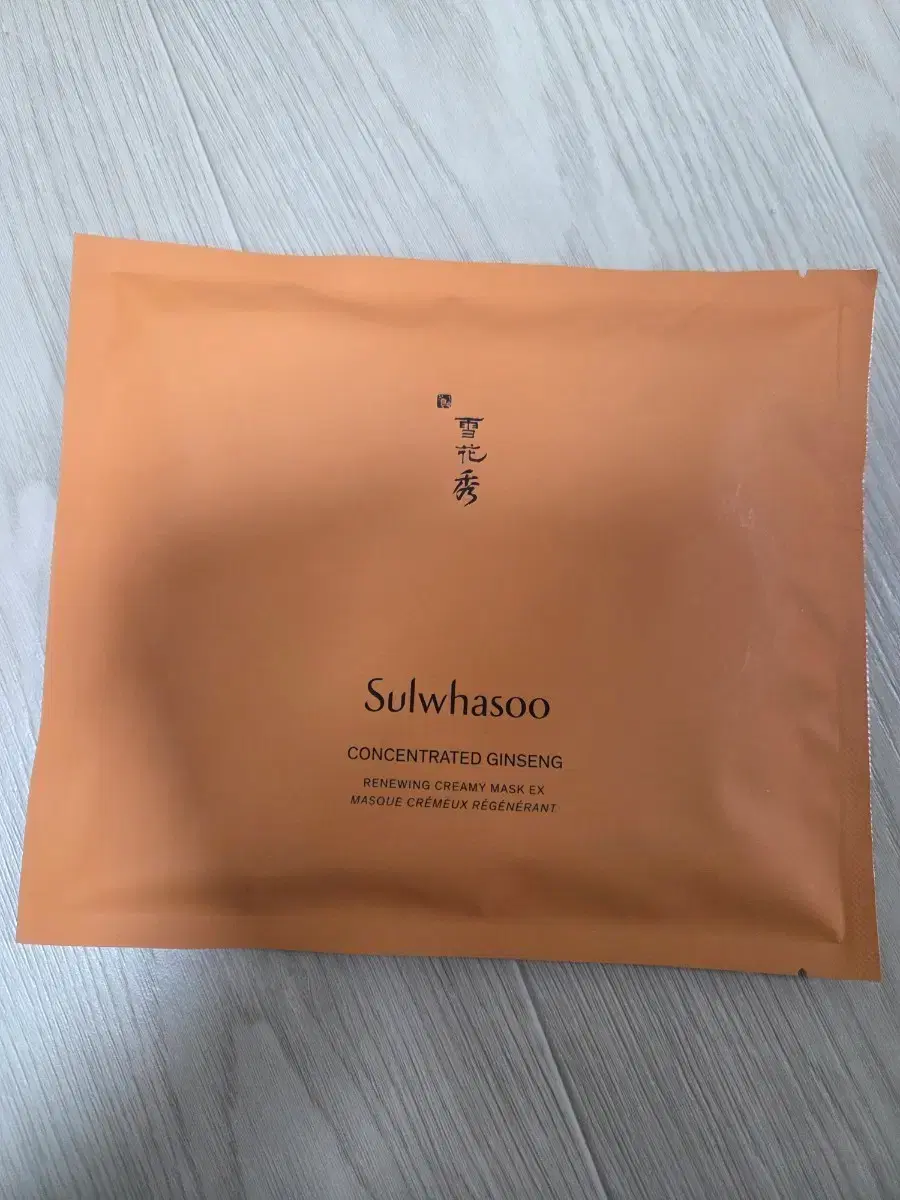 雪
花
秀
Sulwhasoo
CONCENTRATED GINSENG
RENEWING CREAMY MASK EX
MASQUE CRÉMEUX RÉGÉNÉRANT